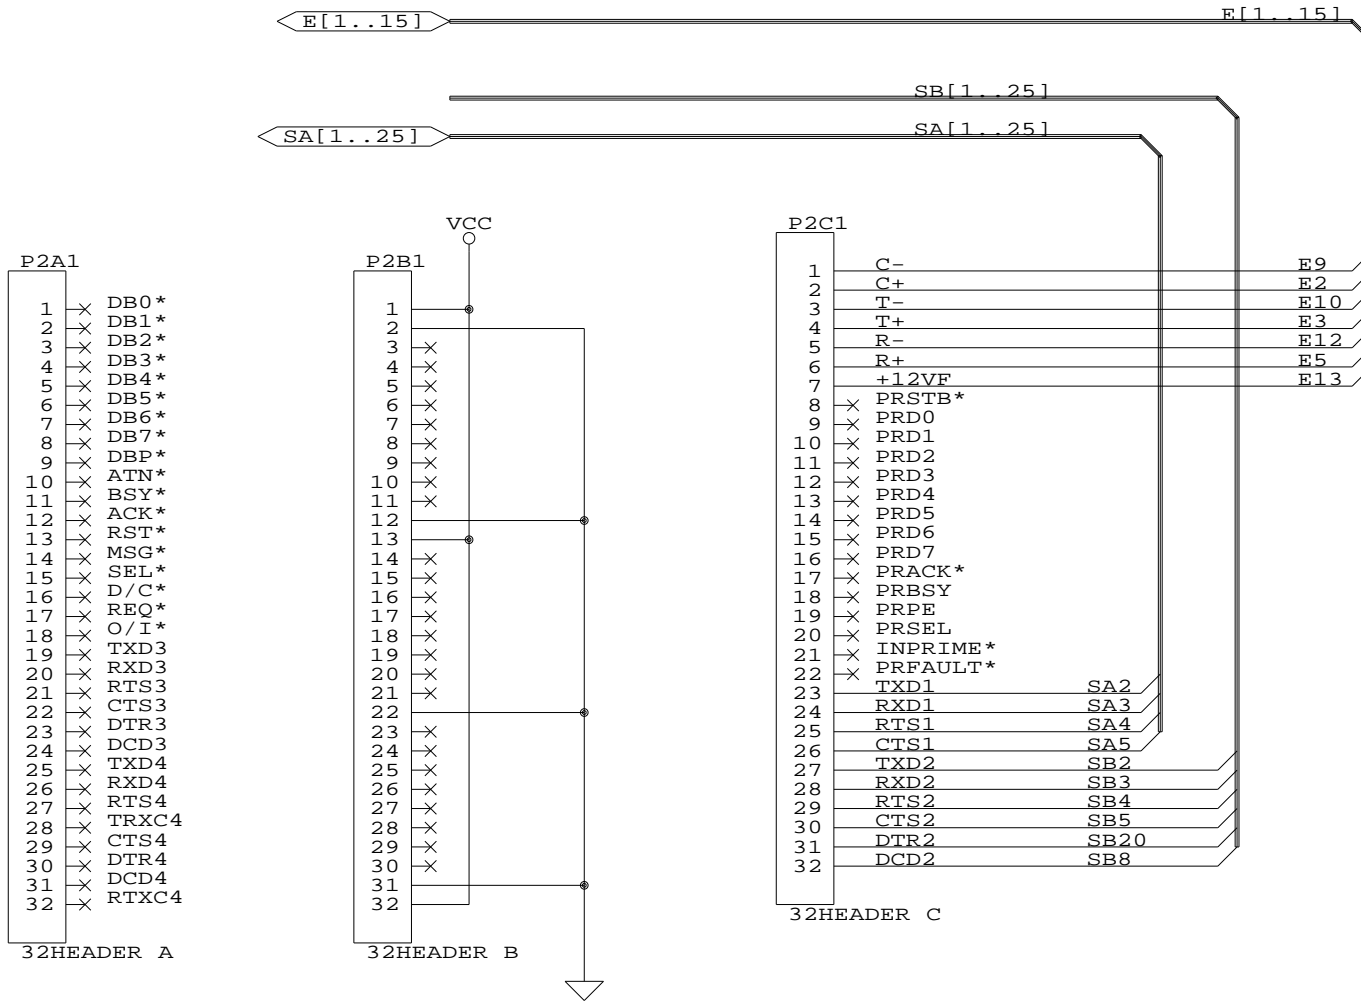 E[1..15]
E[1..15]
SB[1..25]
SA[1..25]
SA[1..25]
VCC
P2A1
1 DB0*
2 DB1*
3 DB2*
4 DB3*
5 DB4*
6 DB5*
7 DB6*
8 DB7*
9 DBP*
10 ATN*
11 BSY*
12 ACK*
13 RST*
14 MSG*
15 SEL*
16 D/C*
17 REQ*
18 O/I*
19 TXD3
20 RXD3
21 RTS3
22 CTS3
23 DTR3
24 DCD3
25 TXD4
26 RXD4
27 RTS4
28 TRXC4
29 CTS4
30 DTR4
31 DCD4
32 RTXC4
32HEADER A
P2B1
1
2
3
4
5
6
7
8
9
10
11
12
13
14
15
16
17
18
19
20
21
22
23
24
25
26
27
28
29
30
31
32
32HEADER B
P2C1
1 C- E9
2 C+ E2
3 T- E10
4 T+ E3
5 R- E12
6 R+ E5
7 +12VF E13
8 PRSTB*
9 PRD0
10 PRD1
11 PRD2
12 PRD3
13 PRD4
14 PRD5
15 PRD6
16 PRD7
17 PRACK*
18 PRBSY
19 PRPE
20 PRSEL
21 INPRIME*
22 PRFAULT*
23 TXD1 SA2
24 RXD1 SA3
25 RTS1 SA4
26 CTS1 SA5
27 TXD2 SB2
28 RXD2 SB3
29 RTS2 SB4
30 CTS2 SB5
31 DTR2 SB20
32 DCD2 SB8
32HEADER C